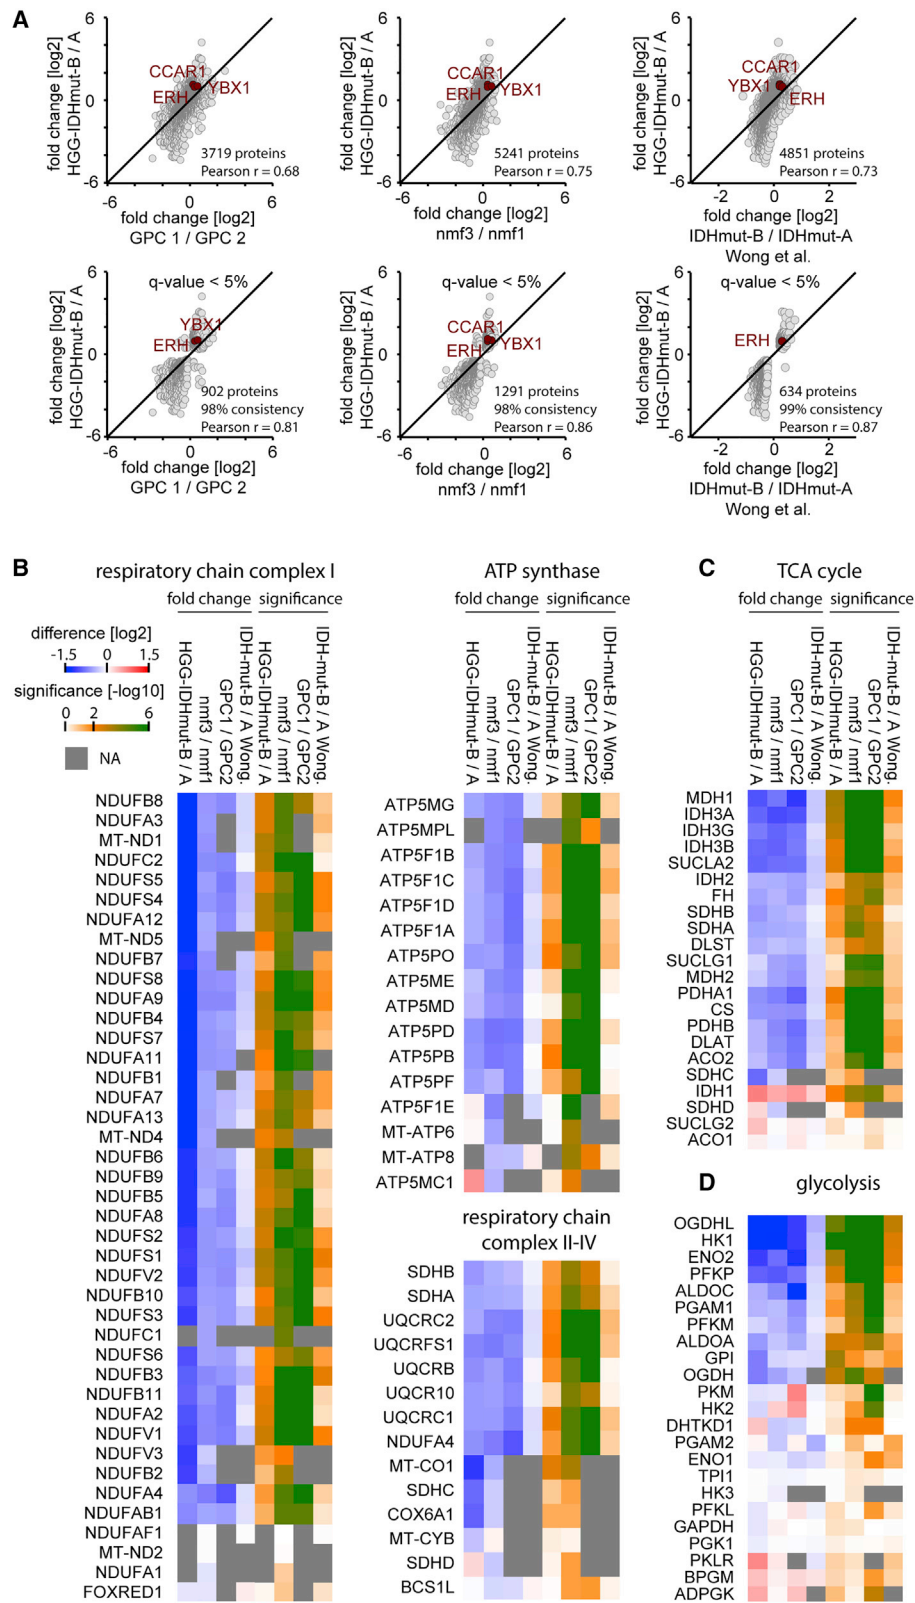 A
6
0
-6
fold change [log2]
HGG-IDHmut-B / A
CCAR1
YBX1
ERH
3719 proteins
Pearson r = 0.68
-6
0
6
fold change [log2]
GPC 1 / GPC 2
6
0
-6
fold change [log2]
HGG-IDHmut-B / A
CCAR1
ERH
YBX1
5241 proteins
Pearson r = 0.75
-6
0
6
fold change [log2]
nmf3 / nmf1
6
0
-6
fold change [log2]
HGG-IDHmut-B / A
CCAR1
YBX1
ERH
4851 proteins
Pearson r = 0.73
-2
0
2
fold change [log2]
IDHmut-B / IDHmut-A
Wong et al.
6
0
-6
fold change [log2]
HGG-IDHmut-B / A
q-value < 5%
YBX1
ERH
902 proteins
98% consistency
Pearson r = 0.81
-6
0
6
fold change [log2]
GPC 1 / GPC 2
6
0
-6
fold change [log2]
HGG-IDHmut-B / A
q-value < 5%
CCAR1
ERH
YBX1
1291 proteins
98% consistency
Pearson r = 0.86
-6
0
6
fold change [log2]
nmf3 / nmf1
6
0
-6
fold change [log2]
HGG-IDHmut-B / A
q-value < 5%
ERH
634 proteins
99% consistency
Pearson r = 0.87
-2
0
2
fold change [log2]
IDHmut-B / IDHmut-A
Wong et al.
B
respiratory chain complex I
fold change
significance
difference [log2]
-1.5 0 1.5
significance [-log10]
0 2 6
NA
HGG-IDHmut-B / A
nmf3 / nmf1
GPC1 / GPC2
IDH-mut-B / A Wong.
HGG-IDHmut-B / A
nmf3 / nmf1
GPC1 / GPC2
IDH-mut-B / A Wong.
NDUFB8
NDUFA3
MT-ND1
NDUFC2
NDUFS5
NDUFS4
NDUFA12
MT-ND5
NDUFB7
NDUFS8
NDUFA9
NDUFB4
NDUFS7
NDUFA11
NDUFB1
NDUFA7
NDUFA13
MT-ND4
NDUFB6
NDUFB9
NDUFB5
NDUFA8
NDUFS2
NDUFS1
NDUFV2
NDUFB10
NDUFS3
NDUFC1
NDUFS6
NDUFB3
NDUFB11
NDUFA2
NDUFV1
NDUFV3
NDUFB2
NDUFA4
NDUFAB1
NDUFAF1
MT-ND2
NDUFA1
FOXRED1
ATP synthase
fold change
significance
HGG-IDHmut-B / A
nmf3 / nmf1
GPC1 / GPC2
IDH-mut-B / A Wong.
HGG-IDHmut-B / A
nmf3 / nmf1
GPC1 / GPC2
IDH-mut-B / A Wong.
ATP5MG
ATP5MPL
ATP5F1B
ATP5F1C
ATP5F1D
ATP5F1A
ATP5PO
ATP5ME
ATP5MD
ATP5PD
ATP5PB
ATP5PF
ATP5F1E
MT-ATP6
MT-ATP8
ATP5MC1
respiratory chain
complex II-IV
SDHB
SDHA
UQCRC2
UQCRFS1
UQCRB
UQCR10
UQCRC1
NDUFA4
MT-CO1
SDHC
COX6A1
MT-CYB
SDHD
BCS1L
C
TCA cycle
fold change
significance
HGG-IDHmut-B / A
nmf3 / nmf1
GPC1 / GPC2
IDH-mut-B / A Wong.
HGG-IDHmut-B / A
nmf3 / nmf1
GPC1 / GPC2
IDH-mut-B / A Wong.
MDH1
IDH3A
IDH3G
IDH3B
SUCLA2
IDH2
FH
SDHB
SDHA
DLST
SUCLG1
MDH2
PDHA1
CS
PDHB
DLAT
ACO2
SDHC
IDH1
SDHD
SUCLG2
ACO1
D
glycolysis
OGDHL
HK1
ENO2
PFKP
ALDOC
PGAM1
PFKM
ALDOA
GPI
OGDH
PKM
HK2
DHTKD1
PGAM2
ENO1
TPI1
HK3
PFKL
GAPDH
PGK1
PKLR
BPGM
ADPGK